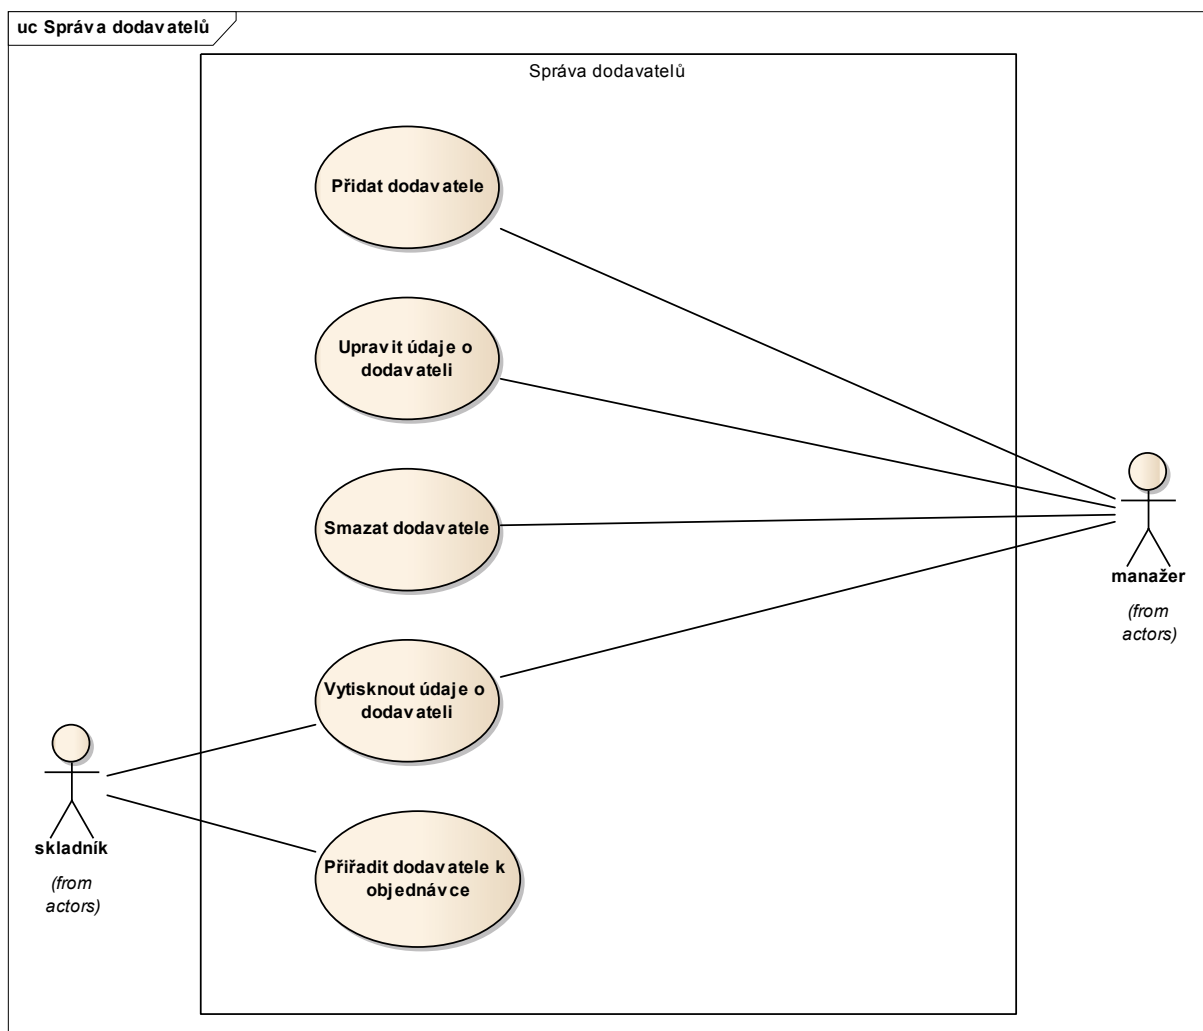 uc Správa dodavatelů
Správa dodavatelů
Přidat dodavatele
Upravit údaje o
dodavateli
Smazat dodavatele
manažer
(from
actors)
Vytisknout údaje o
dodavateli
skladník
(from
actors)
Přiřadit dodavatele k
objednávce